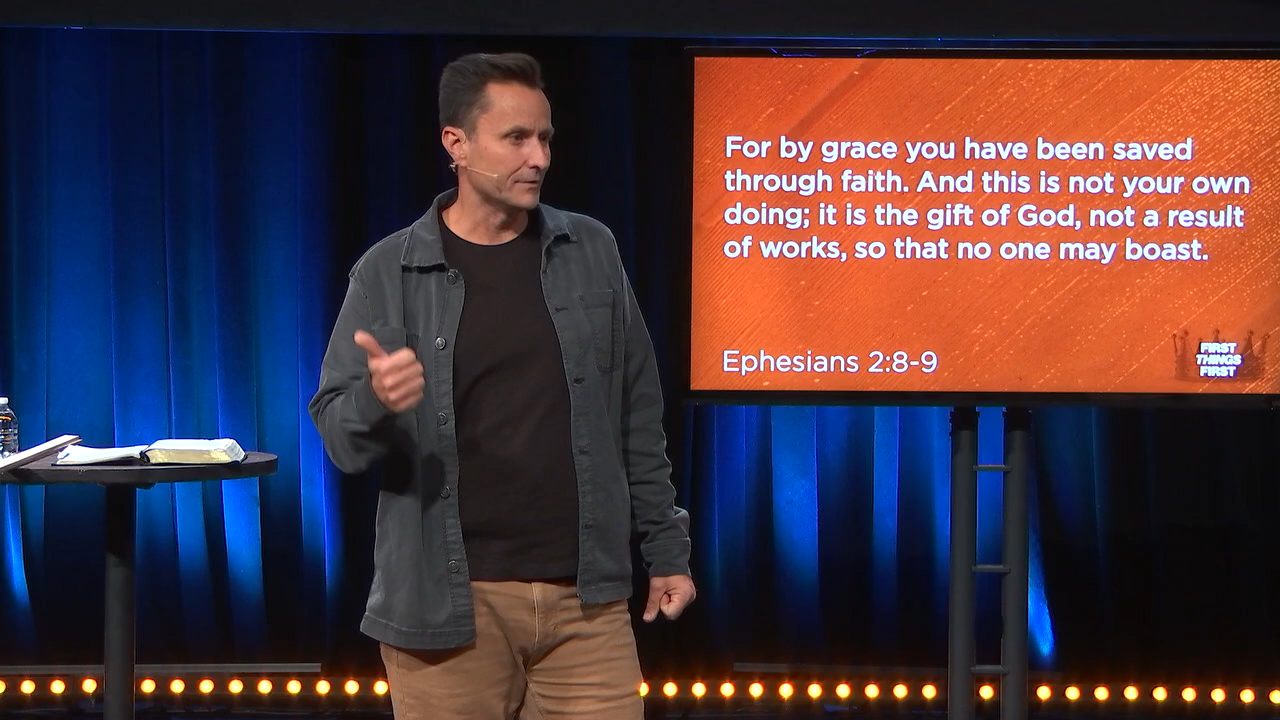 For by grace you have been saved
through faith. And this is not your own
doing; it is the gift of God, not a result
of works, so that no one may boast.
Ephesians 2:8-9
FIRST
THINGS
FIRST